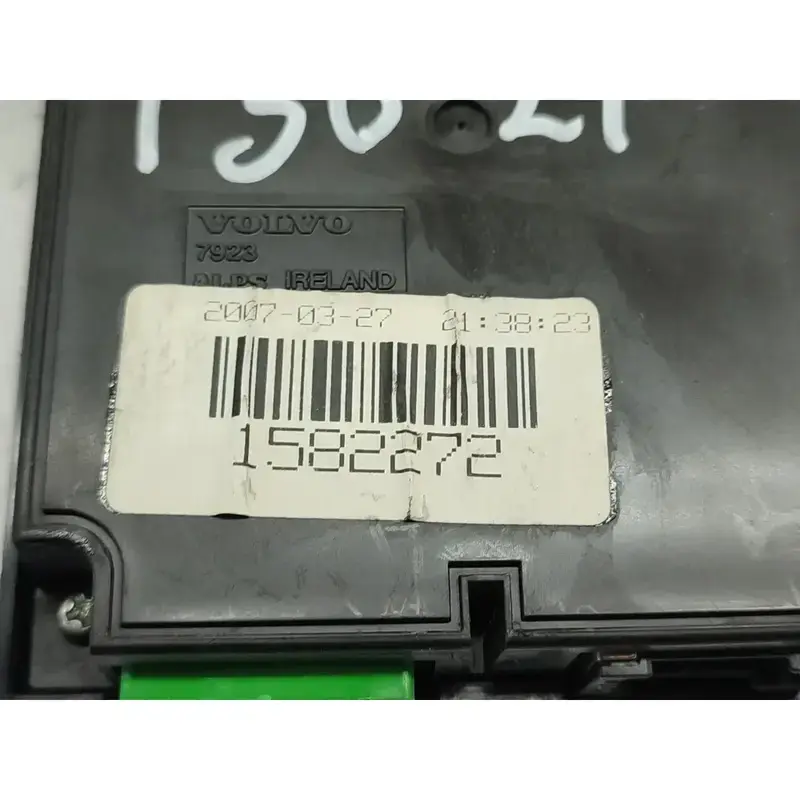 VOLVO
7923
ALPS IRELAND
2007-03-27 21:38:23
1582272